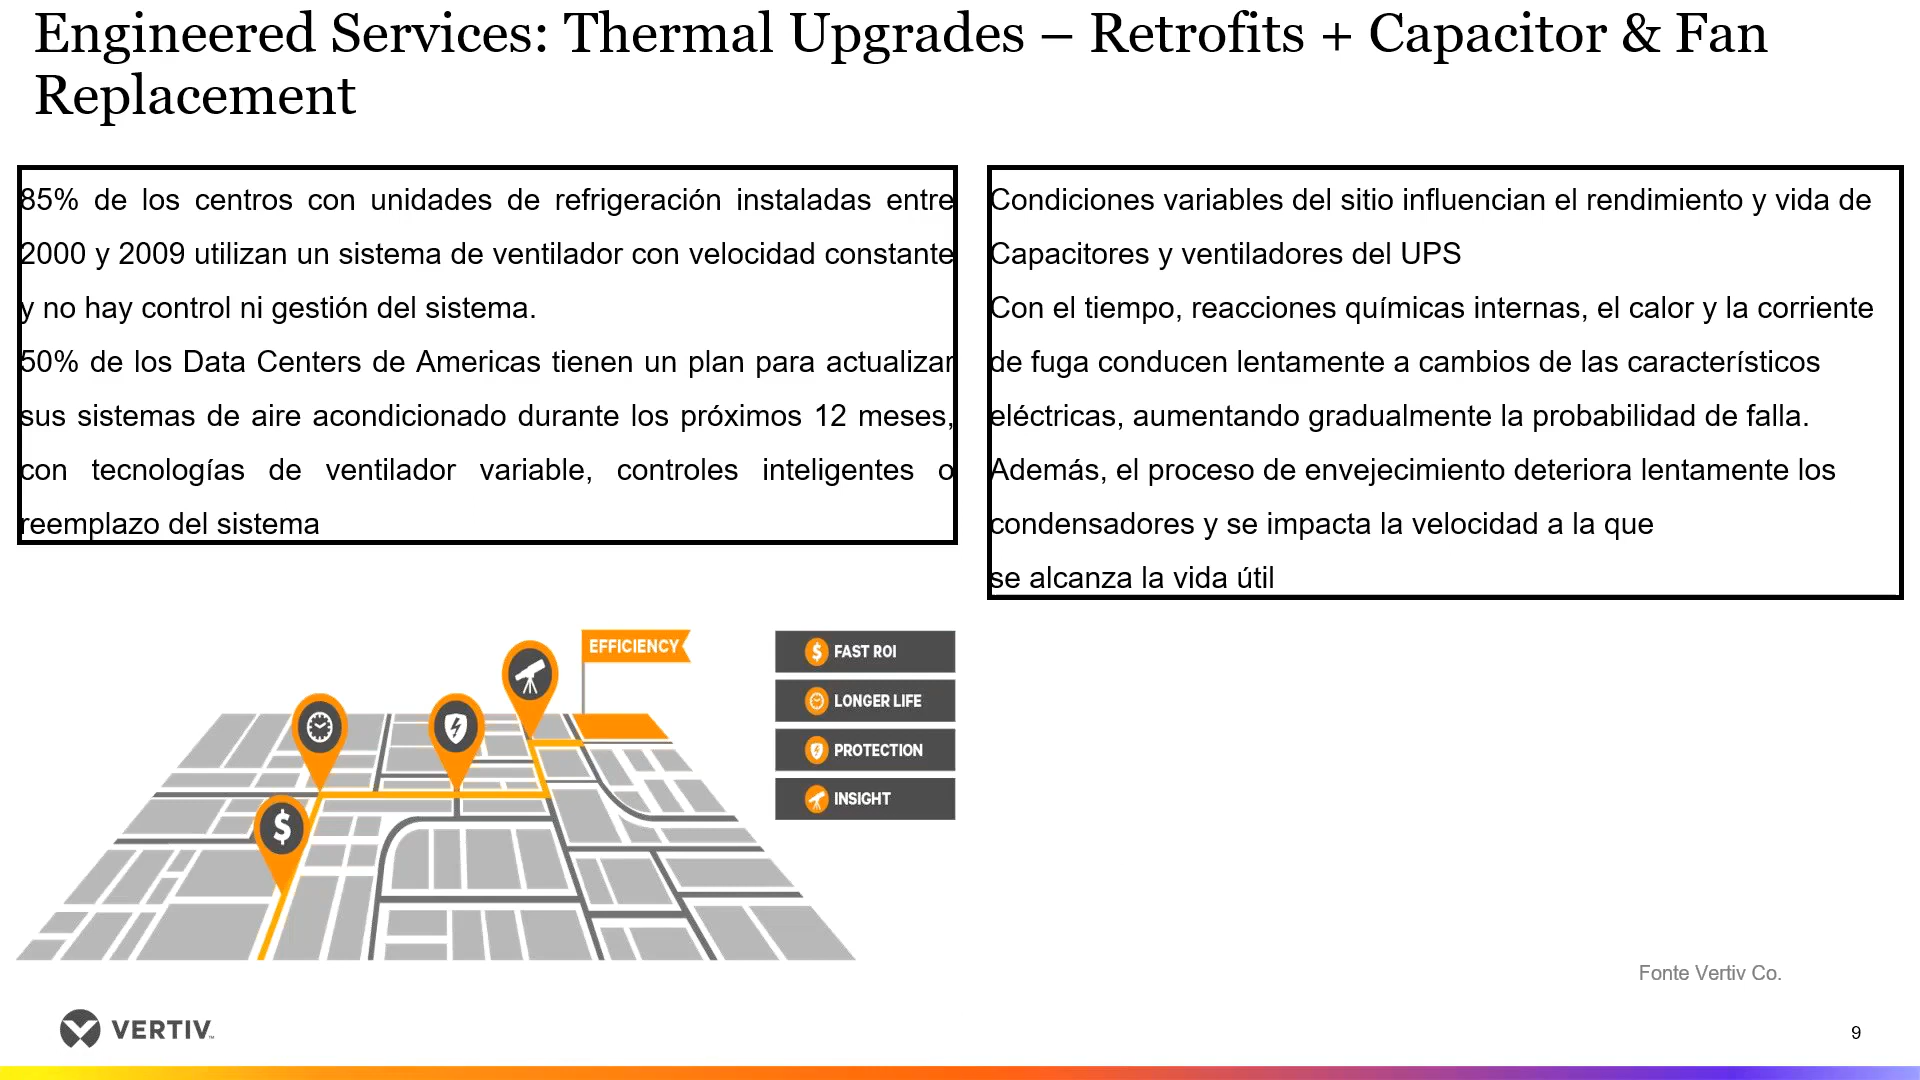 Engineered Services: Thermal Upgrades – Retrofits + Capacitor & Fan
Replacement
85% de los centros con unidades de refrigeración instaladas entre
2000 y 2009 utilizan un sistema de ventilador con velocidad constante
y no hay control ni gestión del sistema.
50% de los Data Centers de Americas tienen un plan para actualizar
sus sistemas de aire acondicionado durante los próximos 12 meses,
con tecnologías de ventilador variable, controles inteligentes o
reemplazo del sistema
Condiciones variables del sitio influencian el rendimiento y vida de
Capacitores y ventiladores del UPS
Con el tiempo, reacciones químicas internas, el calor y la corriente
de fuga conducen lentamente a cambios de las característicos
eléctricas, aumentando gradualmente la probabilidad de falla.
Además, el proceso de envejecimiento deteriora lentamente los
condensadores y se impacta la velocidad a la que
se alcanza la vida útil
EFFICIENCY
$ FAST ROI
LONGER LIFE
PROTECTION
INSIGHT
$
Fonte Vertiv Co.
VERTIV™
9